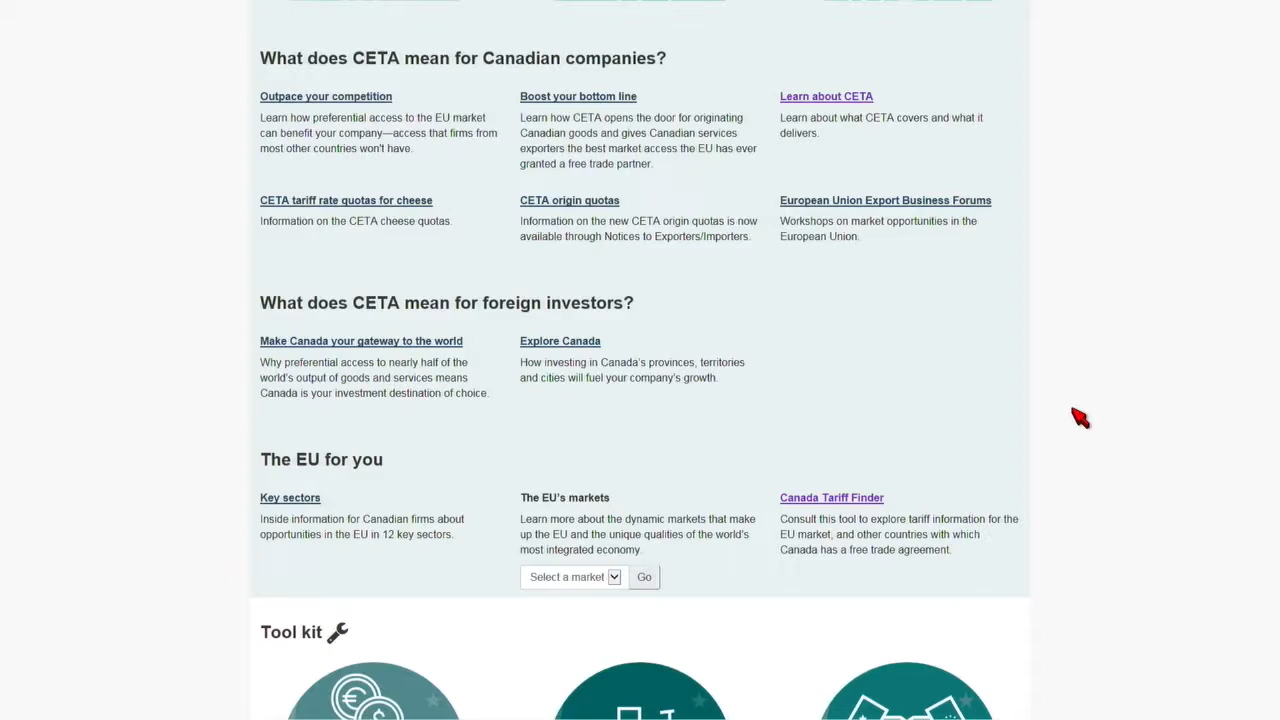 What does CETA mean for Canadian companies?
Outpace your competition
Learn how preferential access to the EU market
can benefit your company—access that firms from
most other countries won't have.
Boost your bottom line
Learn how CETA opens the door for originating
Canadian goods and gives Canadian services
exporters the best market access the EU has ever
granted a free trade partner.
Learn about CETA
Learn about what CETA covers and what it
delivers.
CETA tariff rate quotas for cheese
Information on the CETA cheese quotas.
CETA origin quotas
Information on the new CETA origin quotas is now
available through Notices to Exporters/Importers.
European Union Export Business Forums
Workshops on market opportunities in the
European Union.
What does CETA mean for foreign investors?
Make Canada your gateway to the world
Why preferential access to nearly half of the
world's output of goods and services means
Canada is your investment destination of choice.
Explore Canada
How investing in Canada's provinces, territories
and cities will fuel your company's growth.
The EU for you
Key sectors
Inside information for Canadian firms about
opportunities in the EU in 12 key sectors.
The EU's markets
Learn more about the dynamic markets that make
up the EU and the unique qualities of the world's
most integrated economy.
Select a market
Go
Canada Tariff Finder
Consult this tool to explore tariff information for the
EU market, and other countries with which
Canada has a free trade agreement.
Tool kit